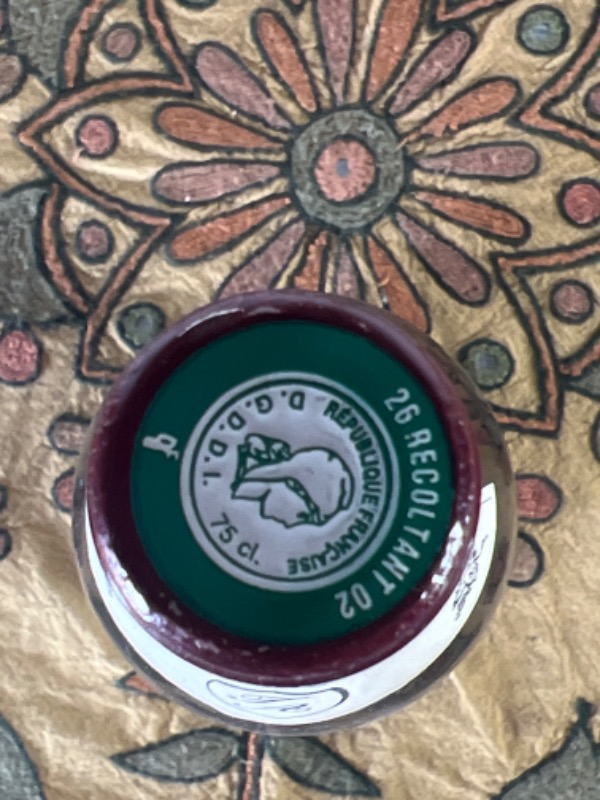 26 RECOLTANT 02
RÉPUBLIQUE FRANÇAISE
D.G.D.D.I.
75 cl.